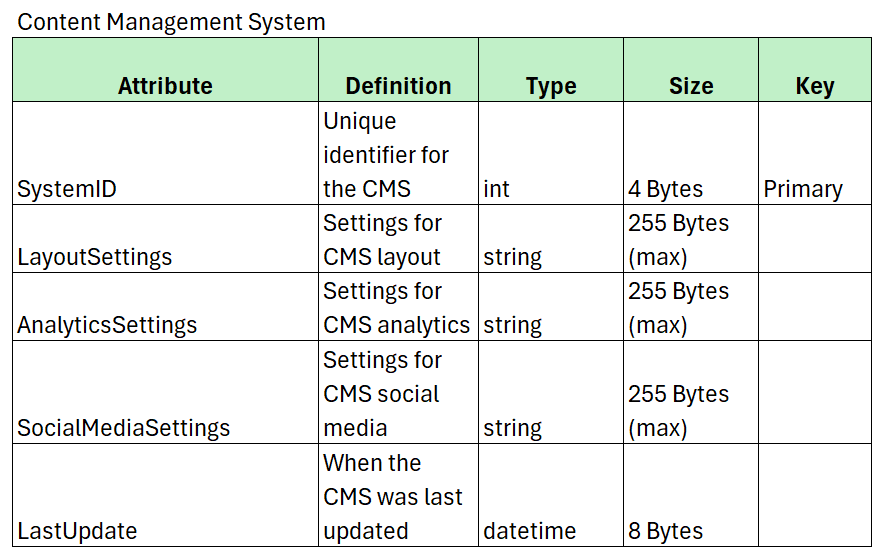 Content Management System
Attribute Definition Type Size Key
Unique
identifier for
SystemID the CMS int 4 Bytes Primary
Settings for 255 Bytes
LayoutSettings CMS layout string (max)
Settings for 255 Bytes
AnalyticsSettings CMS analytics string (max)
Settings for
CMS social 255 Bytes
SocialMediaSettings media string (max)
When the
CMS was last
LastUpdate updated datetime 8 Bytes